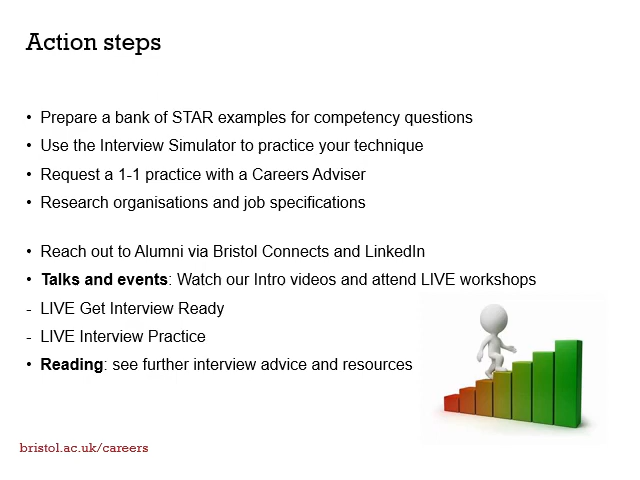 Action steps
• Prepare a bank of STAR examples for competency questions
• Use the Interview Simulator to practice your technique
• Request a 1-1 practice with a Careers Adviser
• Research organisations and job specifications
• Reach out to Alumni via Bristol Connects and LinkedIn
• Talks and events: Watch our Intro videos and attend LIVE workshops
- LIVE Get Interview Ready
- LIVE Interview Practice
• Reading: see further interview advice and resources
bristol.ac.uk/careers